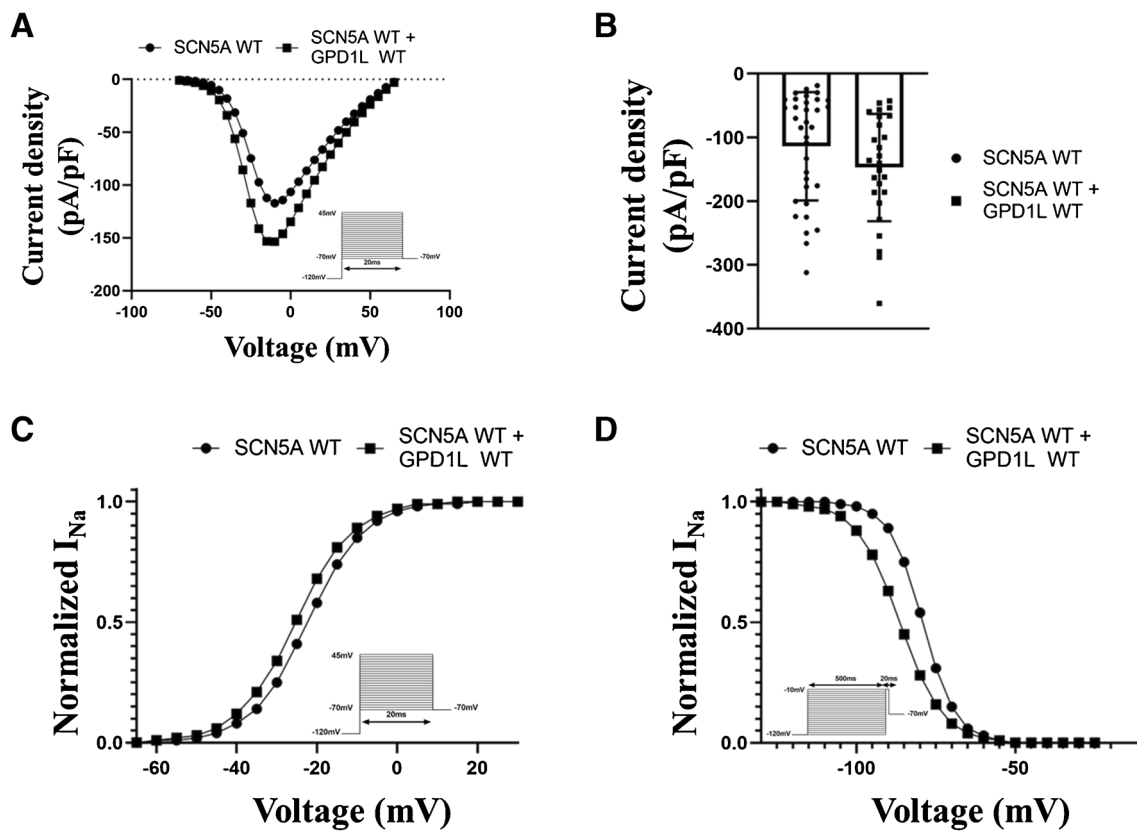 A
SCN5A WT
SCN5A WT +
GPD1L WT
Current density
(pA/pF)
0
-50
-100
-150
-200
-100
-50
0
50
100
Voltage (mV)
45mV
-70mV
-70mV
20ms
-120mV
B
Current density
(pA/pF)
0
-100
-200
-300
-400
SCN5A WT
SCN5A WT +
GPD1L WT
C
SCN5A WT
SCN5A WT +
GPD1L WT
Normalized INa
1.0
0.5
0.0
-60
-40
-20
0
20
Voltage (mV)
45mV
-70mV
-70mV
20ms
-120mV
D
SCN5A WT
SCN5A WT +
GPD1L WT
Normalized INa
1.0
0.5
0.0
-100
-50
Voltage (mV)
500ms
20ms
-10mV
-70mV
-120mV